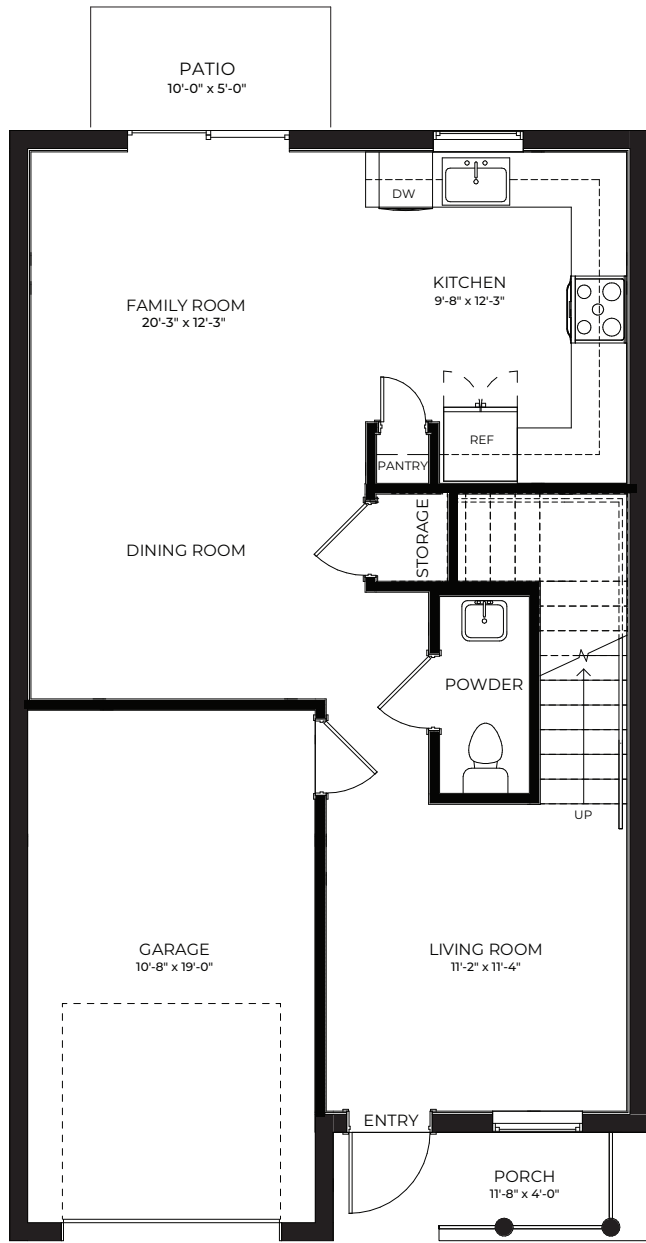 PATIO
10'-0" x 5'-0"
DW
KITCHEN
9'-8" x 12'-3"
FAMILY ROOM
20'-3" x 12'-3"
REF
PANTRY
STORAGE
DINING ROOM
POWDER
UP
GARAGE
10'-8" x 19'-0"
LIVING ROOM
11'-2" x 11'-4"
ENTRY
PORCH
11'-8" x 4'-0"